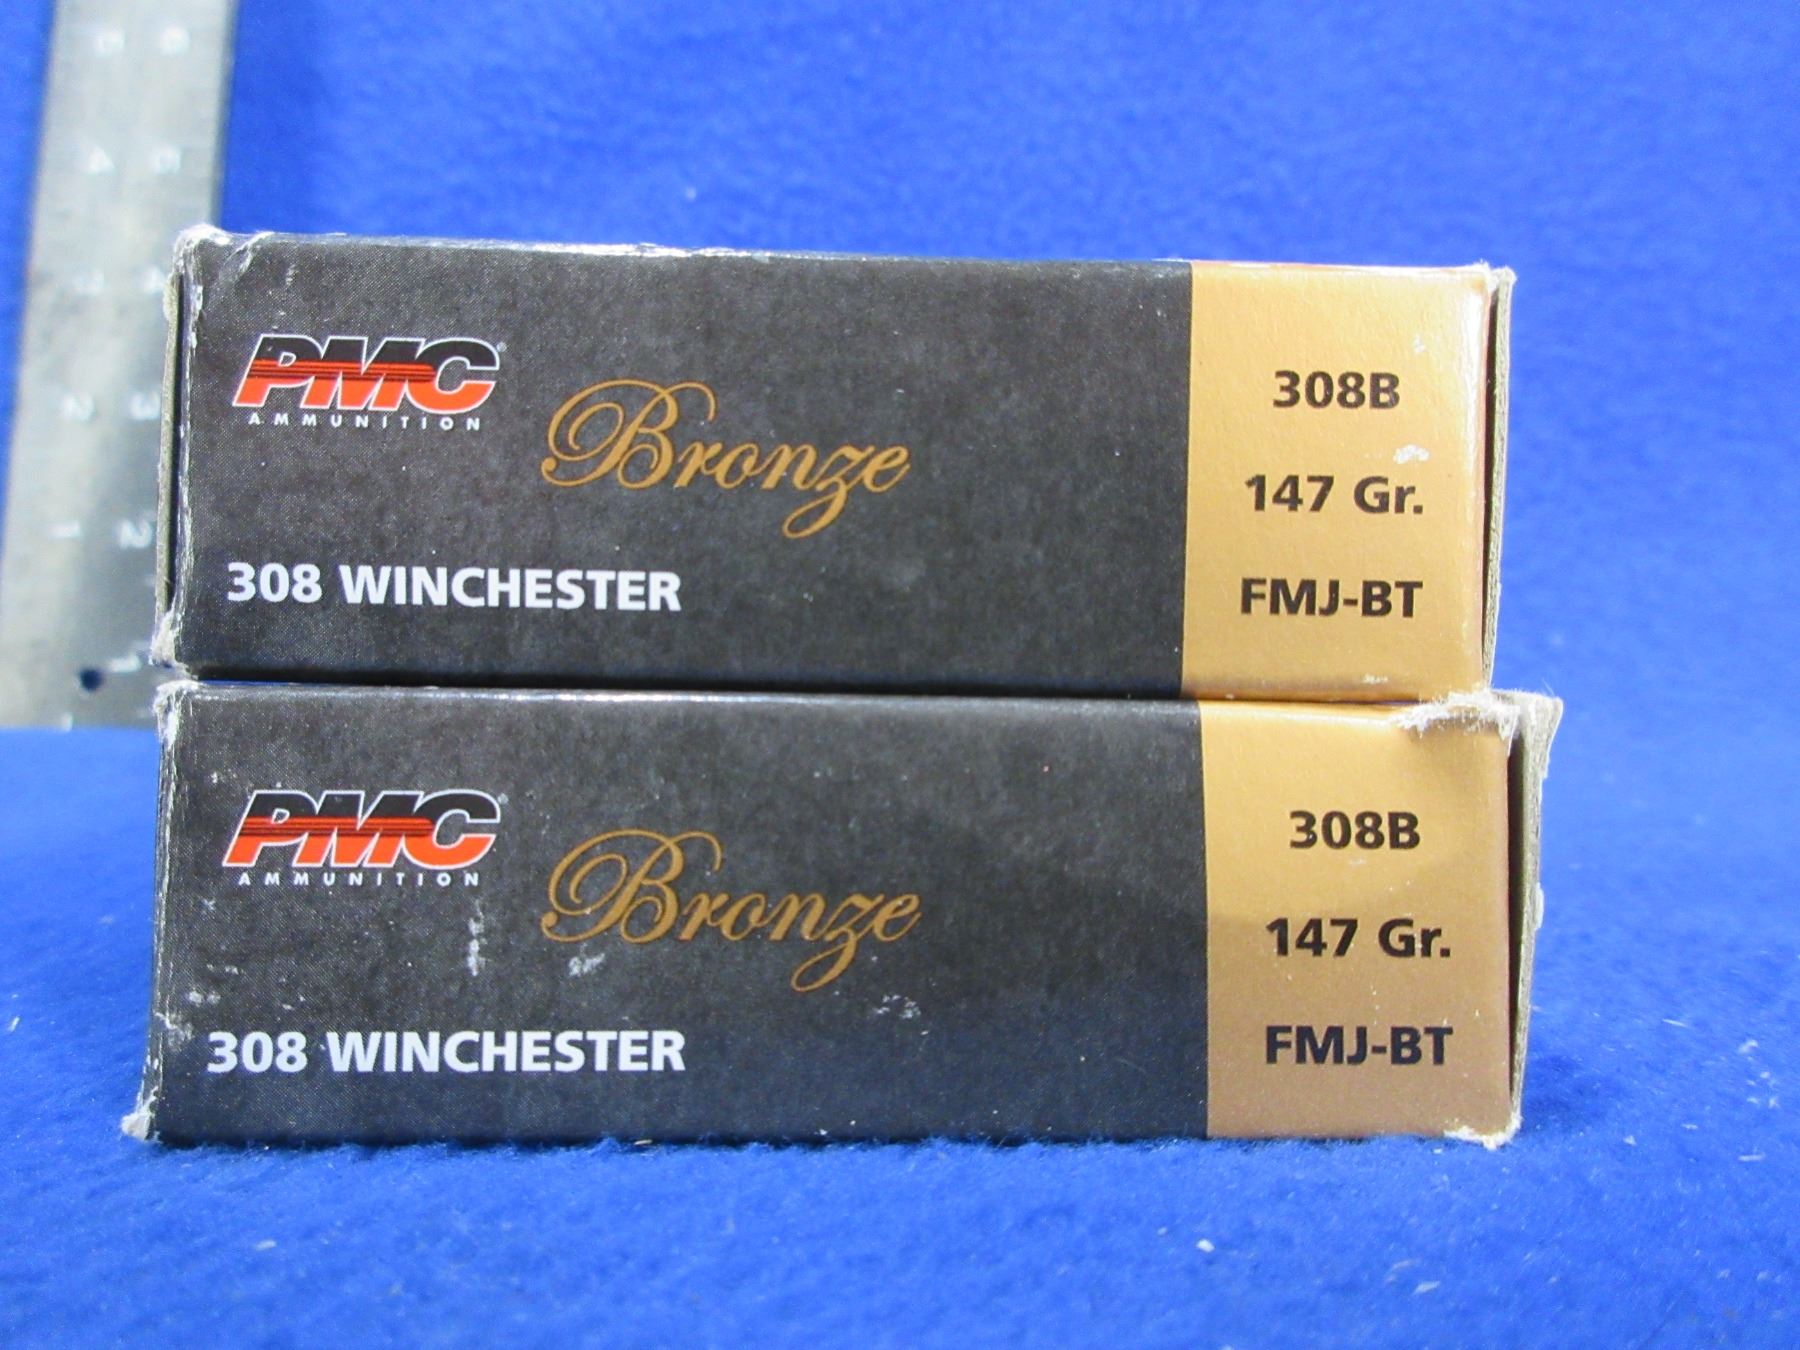 PMC
AMMUNITION
Bronze
308 WINCHESTER
308B
147 Gr.
FMJ-BT
PMC
AMMUNITION
Bronze
308 WINCHESTER
308B
147 Gr.
FMJ-BT